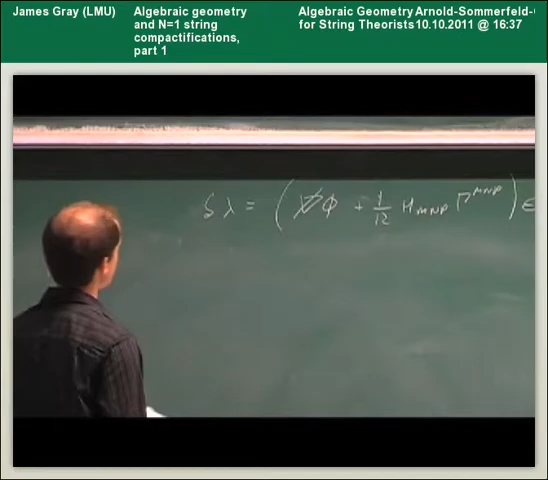 James Gray (LMU)
Algebraic geometry
and N=1 string
compactifications,
part 1
Algebraic Geometry
for String Theorists
Arnold-Sommerfeld-
10.10.2011 @ 16:37
δλ = ( ∇̸φ + 1/12 H_MNP Γ^MNP ) ε